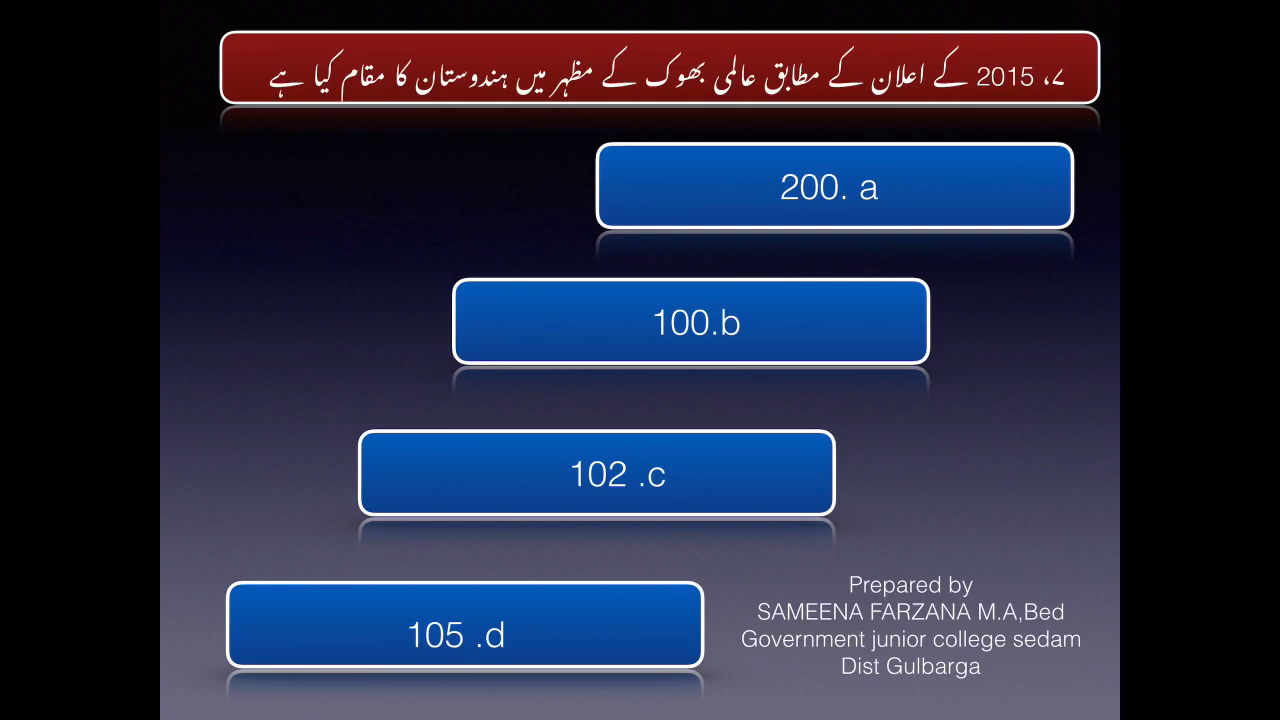 ۷، 2015 کے اعلان کے مطابق عالمی بھوک کے مظہر میں ہندوستان کا مقام کیا ہے
200. a
100.b
102 .c
105 .d
Prepared by
SAMEENA FARZANA M.A,Bed
Government junior college sedam
Dist Gulbarga